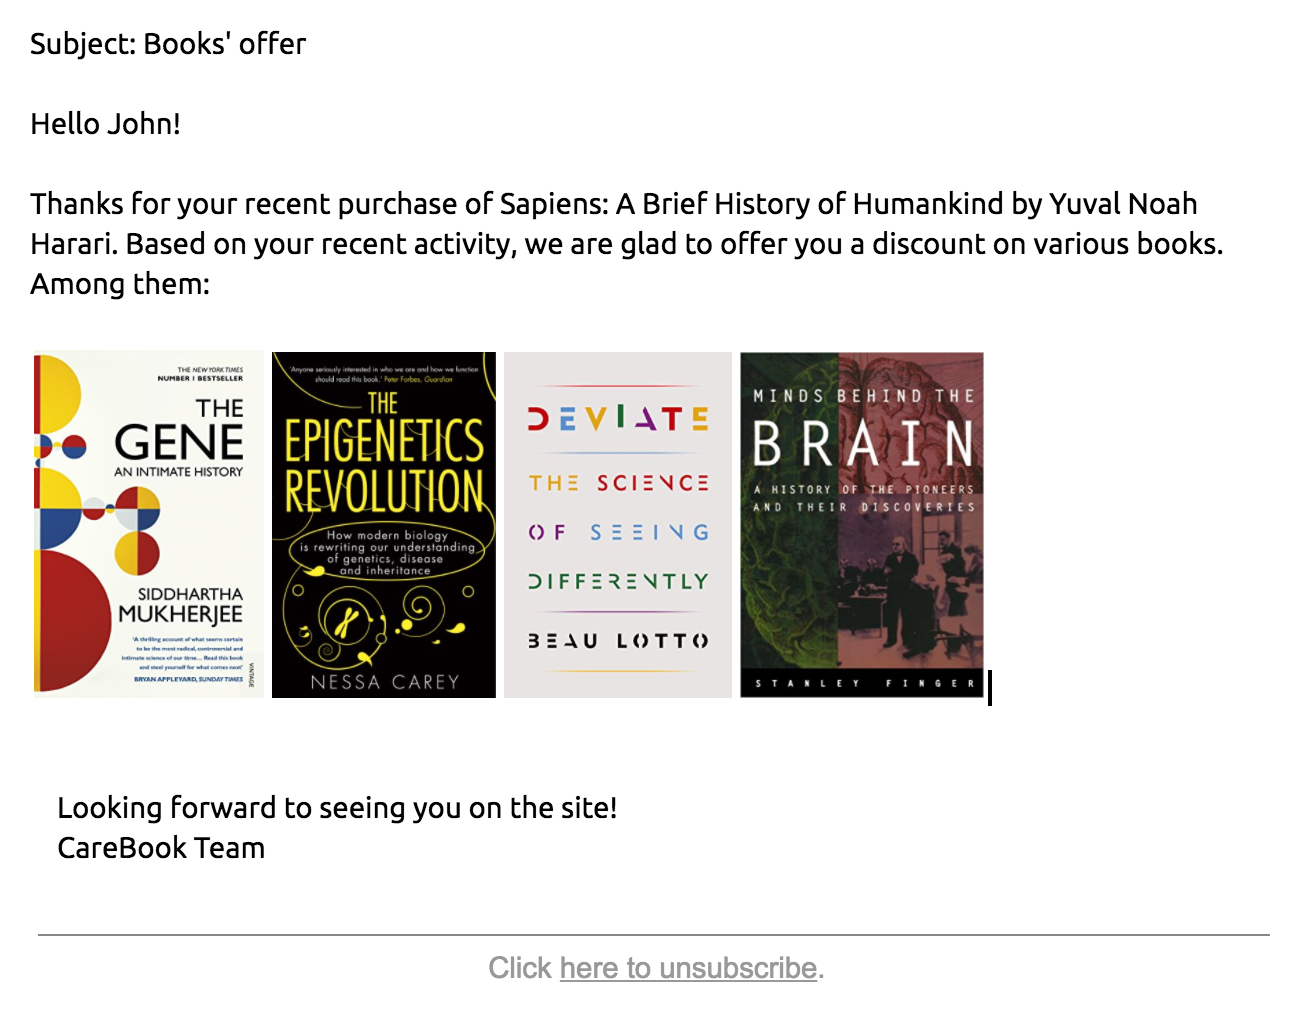 Subject: Books' offer
Hello John!
Thanks for your recent purchase of Sapiens: A Brief History of Humankind by Yuval Noah
Harari. Based on your recent activity, we are glad to offer you a discount on various books.
Among them:
THE NEW YORK TIMES
NUMBER 1 BESTSELLER
THE
GENE
AN INTIMATE HISTORY
SIDDHARTHA
MUKHERJEE
'A thrilling account of what seems certain
to be the most radical, controversial and
intimate science of our time... Read this book
and steel yourself for what comes next'
BRYAN APPLEYARD, SUNDAY TIMES
VINTAGE
'Anyone seriously interested in who we are and how we function
should read this book.' Peter Forbes, Guardian
THE
EPIGENETICS
REVOLUTION
How modern biology
is rewriting our understanding
of genetics, disease
and inheritance
NESSA CAREY
DEVIATE
THE SCIENCE
OF SEEING
DIFFERENTLY
BEAU LOTTO
MINDS BEHIND THE
BRAIN
A HISTORY OF THE PIONEERS
AND THEIR DISCOVERIES
STANLEY FINGER
Looking forward to seeing you on the site!
CareBook Team
Click here to unsubscribe.